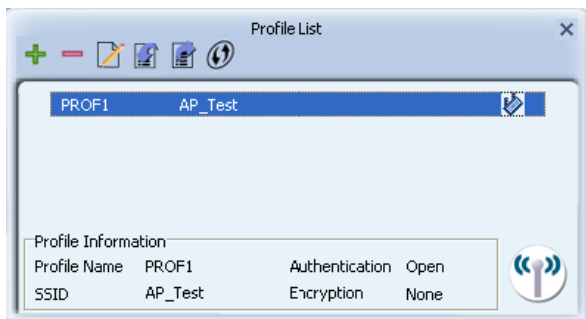 Profile List
PROF1 AP_Test
Profile Information
Profile Name PROF1 Authentication Open
SSID AP_Test Encryption None